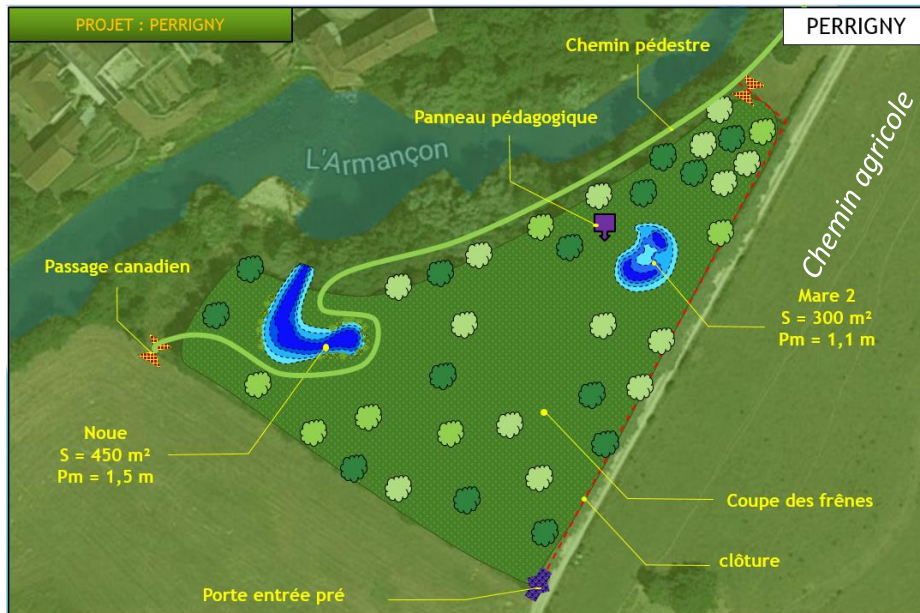 PROJET : PERRIGNY
PERRIGNY
Chemin pédestre
Panneau pédagogique
L'Armançon
Chemin agricole
Passage canadien
Mare 2
S = 300 m²
Pm = 1,1 m
Noue
S = 450 m²
Pm = 1,5 m
Coupe des frênes
clôture
Porte entrée pré